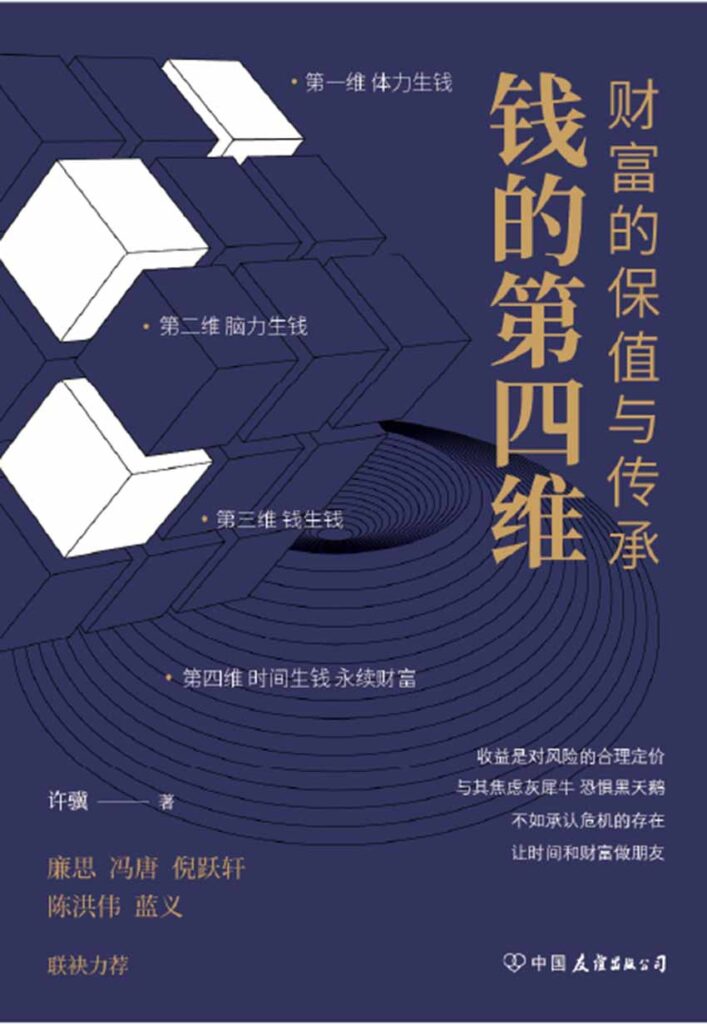 财富的保值与传承
钱的第四维
· 第一维 体力生钱
· 第二维 脑力生钱
· 第三维 钱生钱
· 第四维 时间生钱 永续财富
收益是对风险的合理定价
与其焦虑灰犀牛 恐惧黑天鹅
不如承认危机的存在
让时间和财富做朋友
许骥 —— 著
廉思 冯唐 倪跃轩
陈洪伟 蓝义
联袂力荐
中国友谊出版公司